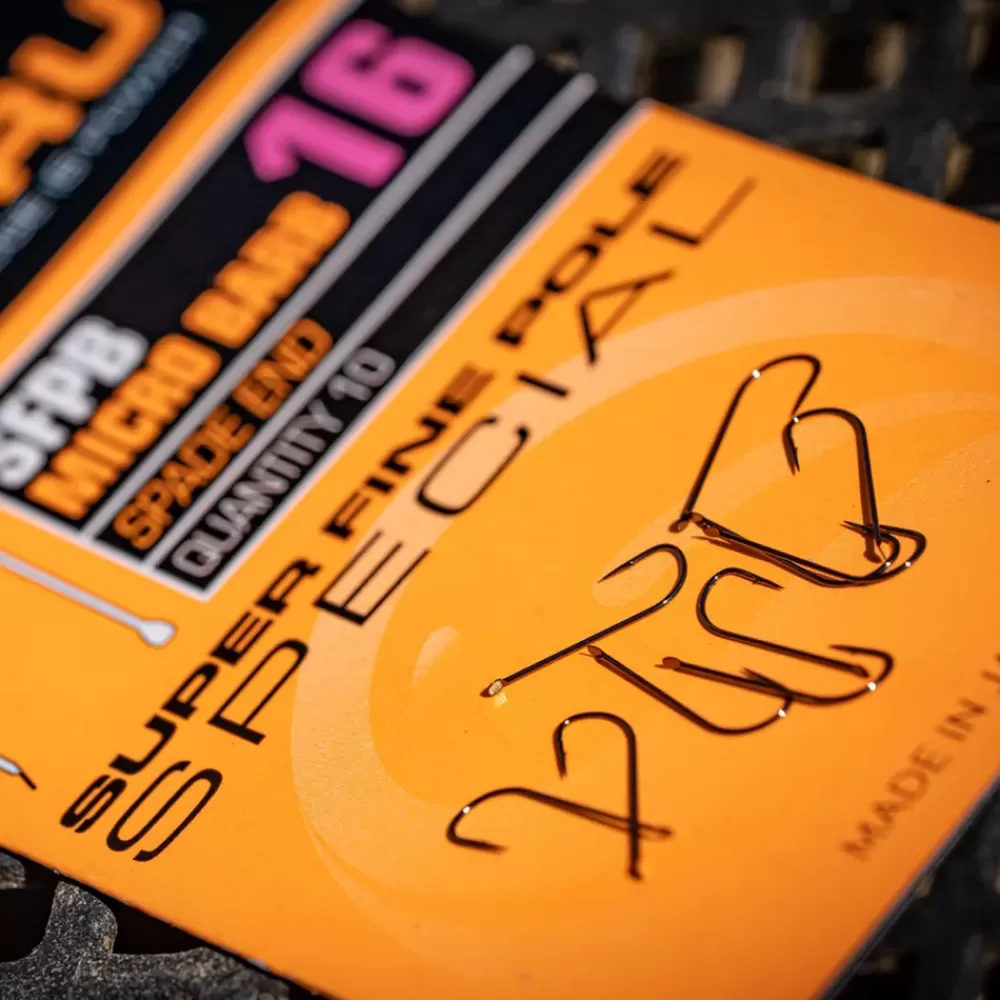 16
SFPB
MICRO BARB
SPADE END
QUANTITY 10
SUPER FINE POLE
SPECIAL
MADE IN